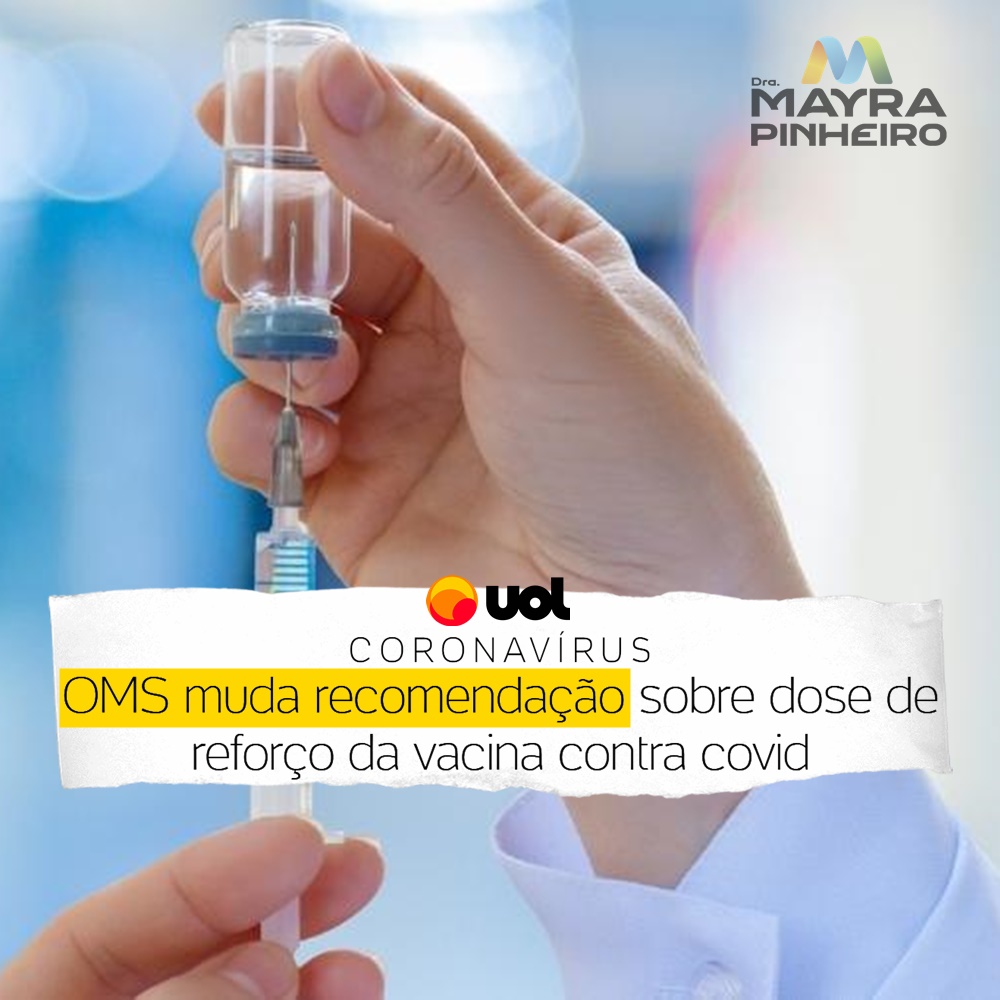 Dra.
MAYRA
PINHEIRO
uol
CORONAVÍRUS
OMS muda recomendação sobre dose de
reforço da vacina contra covid